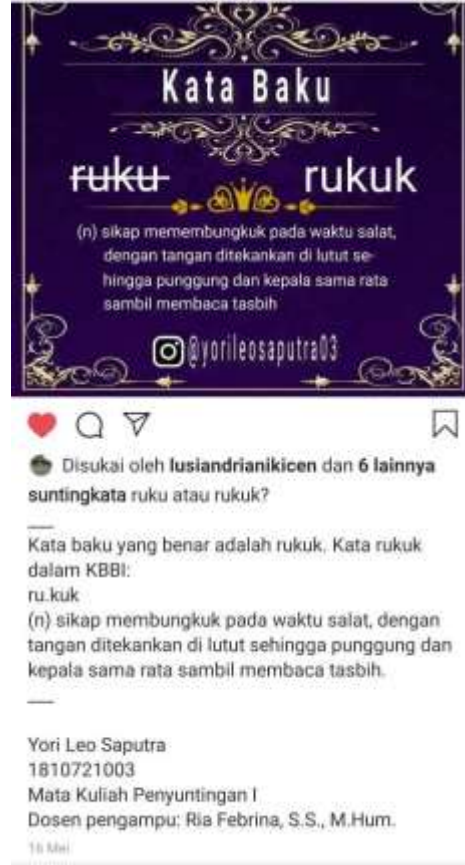 Kata Baku
ruku rukuk
(n) sikap memembungkuk pada waktu salat,
dengan tangan ditekankan di lutut se-
hingga punggung dan kepala sama rata
sambil membaca tasbih
@yorileosaputra03
Disukai oleh lusiandrianikicen dan 6 lainnya
suntingkata ruku atau rukuk?
__
Kata baku yang benar adalah rukuk. Kata rukuk
dalam KBBI:
ru.kuk
(n) sikap membungkuk pada waktu salat, dengan
tangan ditekankan di lutut sehingga punggung dan
kepala sama rata sambil membaca tasbih.
__
Yori Leo Saputra
1810721003
Mata Kuliah Penyuntingan I
Dosen pengampu: Ria Febrina, S.S., M.Hum.
16 Mei